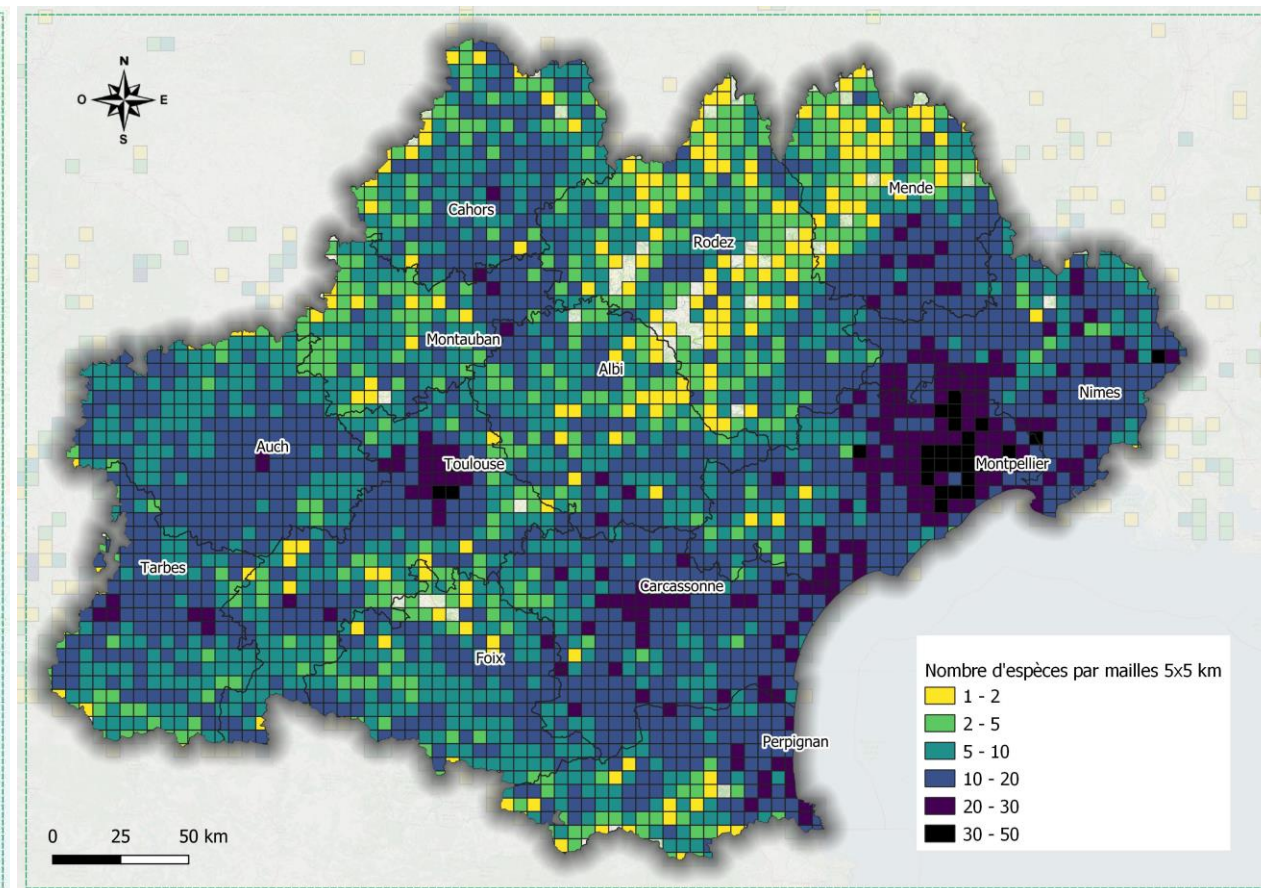 N
O
E
S
Mende
Cahors
Rodez
Montauban
Albi
Nîmes
Auch
Toulouse
Montpellier
Tarbes
Carcassonne
Foix
Perpignan
Nombre d'espèces par mailles 5x5 km
1 - 2
2 - 5
5 - 10
10 - 20
20 - 30
30 - 50
0 25 50 km